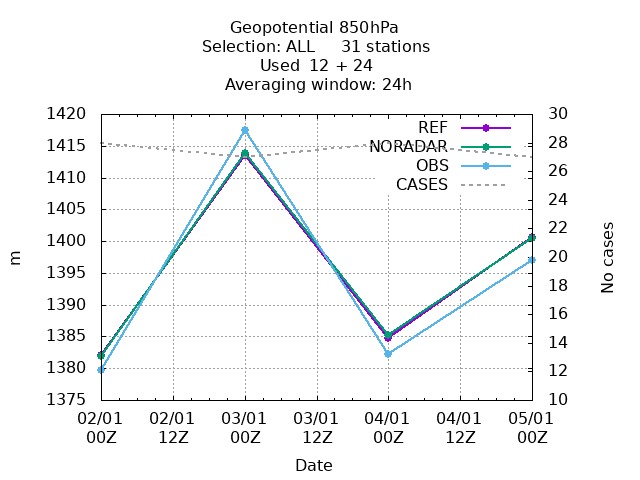 Geopotential 850hPa
Selection: ALL 31 stations
Used 12 + 24
Averaging window: 24h
1420
1415
1410
1405
1400
1395
1390
1385
1380
1375
m
30
28
26
24
22
20
18
16
14
12
10
No cases
REF
NORADAR
OBS
CASES
02/01 02/01 03/01 03/01 04/01 04/01 05/01
00Z 12Z 00Z 12Z 00Z 12Z 00Z
Date